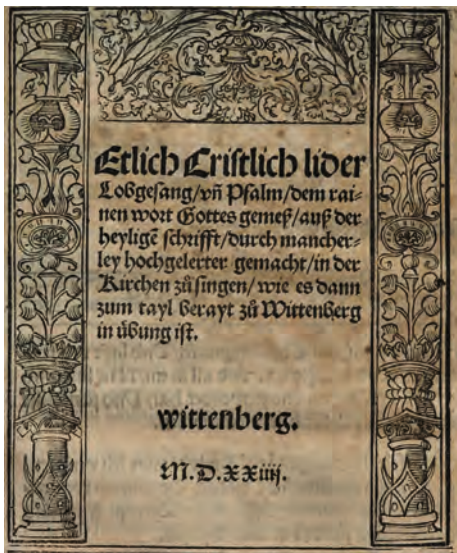 Etlich Cristlich lider
Lobgesang/ vñ Psalm/ dem rai-
nen wort Gottes gemeß/ auß der
heyligẽ schrifft/ durch mancher-
ley hochgelerter gemacht/ in der
Kirchen zů singen/ wie es dann
zum tayl berayt zů Wittenberg
in übung ist.
wittenberg.
M.D.XXiiij.